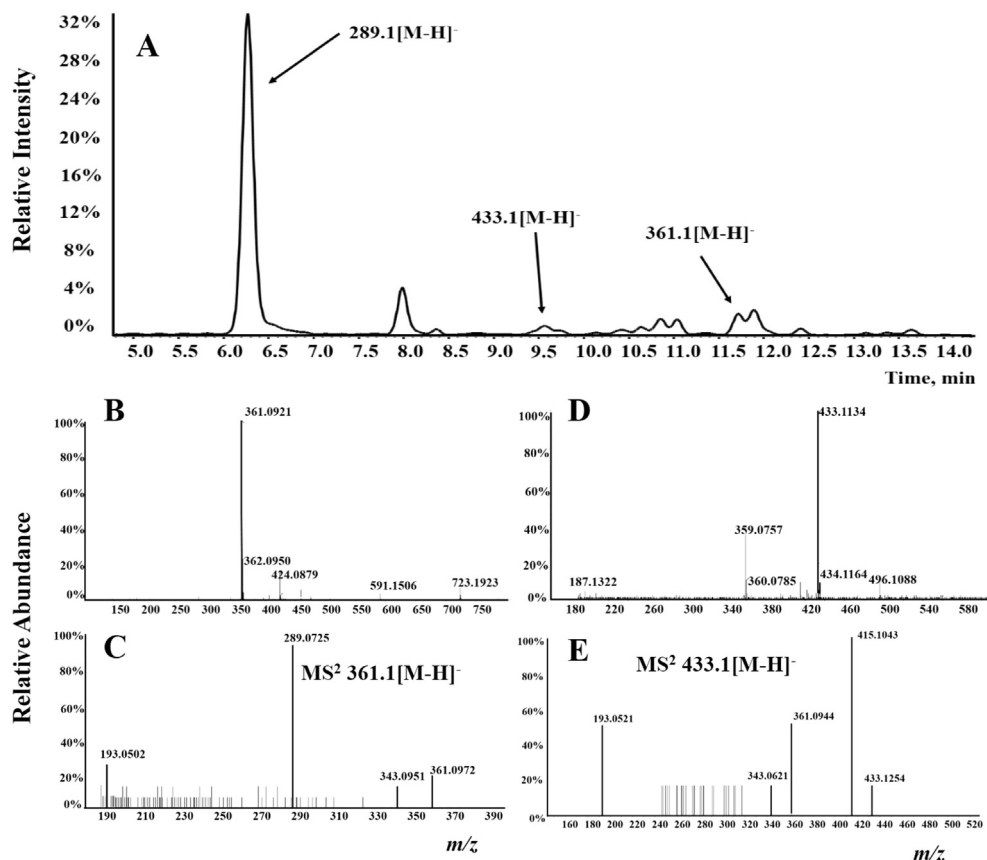 A
289.1[M-H]-
433.1[M-H]-
361.1[M-H]-
Relative Intensity
32%
28%
24%
20%
16%
12%
8%
4%
0%
5.0 5.5 6.0 6.5 7.0 7.5 8.0 8.5 9.0 9.5 10.0 10.5 11.0 11.5 12.0 12.5 13.0 13.5 14.0
Time, min
Relative Abundance
B
361.0921
100%
80%
60%
40%
20%
0%
362.0950
424.0879
591.1506
723.1923
150 200 250 300 350 400 450 500 550 600 650 700 750
D
433.1134
100%
80%
60%
40%
20%
0%
359.0757
187.1322
360.0785
434.1164
496.1088
180 220 260 300 340 380 420 460 500 540 580
C
289.0725
MS² 361.1[M-H]-
100%
80%
60%
40%
20%
0%
193.0502
343.0951
361.0972
190 210 230 250 270 290 310 330 350 370 390
m/z
E
415.1043
MS² 433.1[M-H]-
100%
80%
60%
40%
20%
0%
193.0521
361.0944
343.0621
433.1254
160 180 200 220 240 260 280 300 320 340 360 380 400 420 440 460 480 500 520
m/z